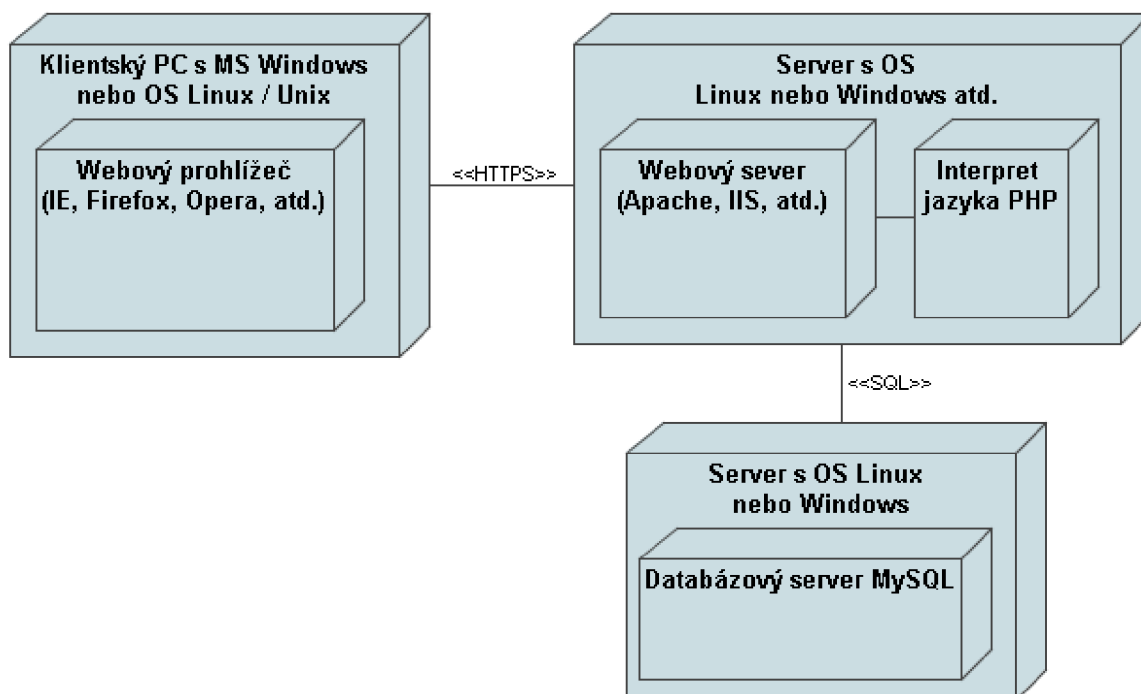 Klientský PC s MS Windows
nebo OS Linux / Unix
Webový prohlížeč
(IE, Firefox, Opera, atd.)
<<HTTPS>>
Server s OS
Linux nebo Windows atd.
Webový sever
(Apache, IIS, atd.)
Interpret
jazyka PHP
<<SQL>>
Server s OS Linux
nebo Windows
Databázový server MySQL